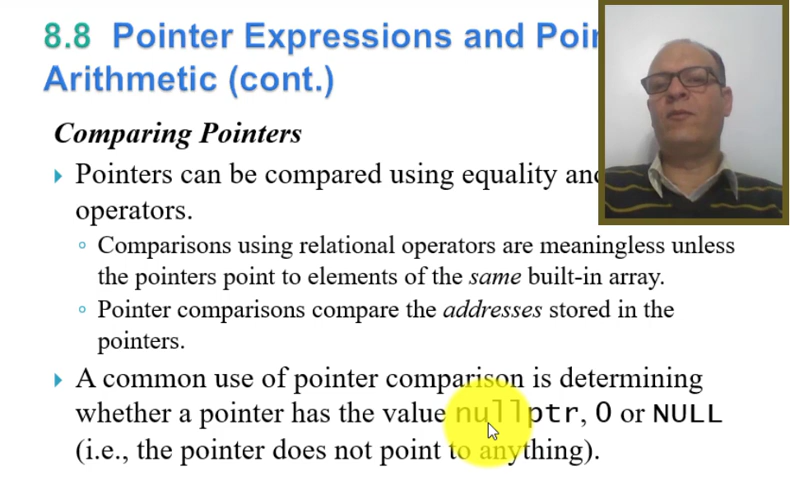 8.8 Pointer Expressions and Poin
Arithmetic (cont.)
Comparing Pointers
Pointers can be compared using equality and
operators.
Comparisons using relational operators are meaningless unless
the pointers point to elements of the same built-in array.
Pointer comparisons compare the addresses stored in the
pointers.
A common use of pointer comparison is determining
whether a pointer has the value nullptr, 0 or NULL
(i.e., the pointer does not point to anything).